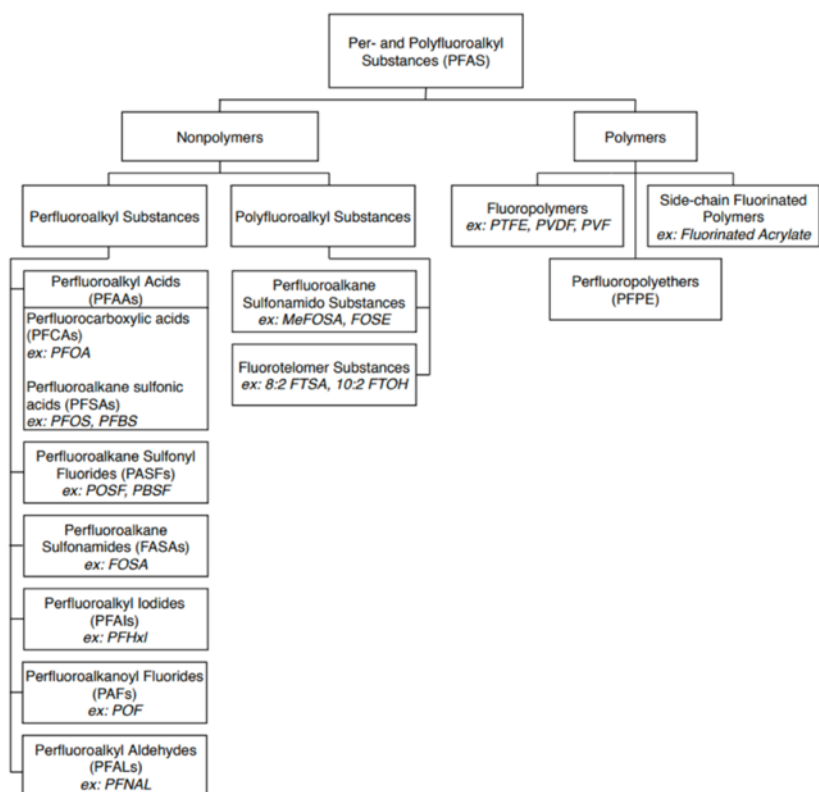 Per- and Polyfluoroalkyl
Substances (PFAS)
Nonpolymers
Polymers
Perfluoroalkyl Substances
Polyfluoroalkyl Substances
Fluoropolymers
ex: PTFE, PVDF, PVF
Side-chain Fluorinated
Polymers
ex: Fluorinated Acrylate
Perfluoropolyethers
(PFPE)
Perfluoroalkyl Acids
(PFAAs)
Perfluorocarboxylic acids
(PFCAs)
ex: PFOA
Perfluoroalkane sulfonic
acids (PFSAs)
ex: PFOS, PFBS
Perfluoroalkane
Sulfonamido Substances
ex: MeFOSA, FOSE
Fluorotelomer Substances
ex: 8:2 FTSA, 10:2 FTOH
Perfluoroalkane Sulfonyl
Fluorides (PASFs)
ex: POSF, PBSF
Perfluoroalkane
Sulfonamides (FASAs)
ex: FOSA
Perfluoroalkyl Iodides
(PFAIs)
ex: PFHxI
Perfluoroalkanoyl Fluorides
(PAFs)
ex: POF
Perfluoroalkyl Aldehydes
(PFALs)
ex: PFNAL